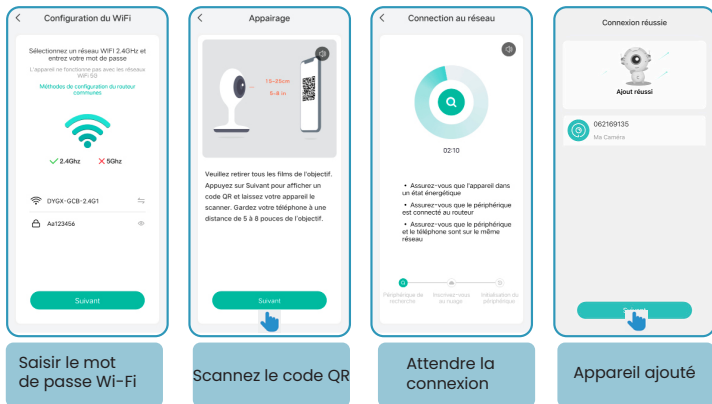 Configuration du WiFi
Sélectionnez un réseau WIFI 2.4GHz et
entrez votre mot de passe
L'appareil ne fonctionne pas avec les réseaux
WiFi 5G
Méthodes de configuration du routeur
communes
2.4Ghz
5Ghz
DYGX-GCB-2.4G1
Aa123456
Suivant
Saisir le mot
de passe Wi-Fi
Appairage
15-25cm
5-8 in
Veuillez retirer tous les films de l'objectif.
Appuyez sur Suivant pour afficher un
code QR et laissez votre appareil le
scanner. Gardez votre téléphone à une
distance de 5 à 8 pouces de l'objectif.
Suivant
Scannez le code QR
Connection au réseau
02:10
• Assurez-vous que l'appareil dans
un état énergétique
• Assurez-vous que le périphérique
est connecté au routeur
• Assurez-vous que le périphérique
et le téléphone sont sur le même
réseau
Périphérique de
recherche
Inscrivez-vous
au nuage
Initialisation du
périphérique
Attendre la
connexion
Connexion réussie
Ajout réussi
062169135
Ma Caméra
Appareil ajouté